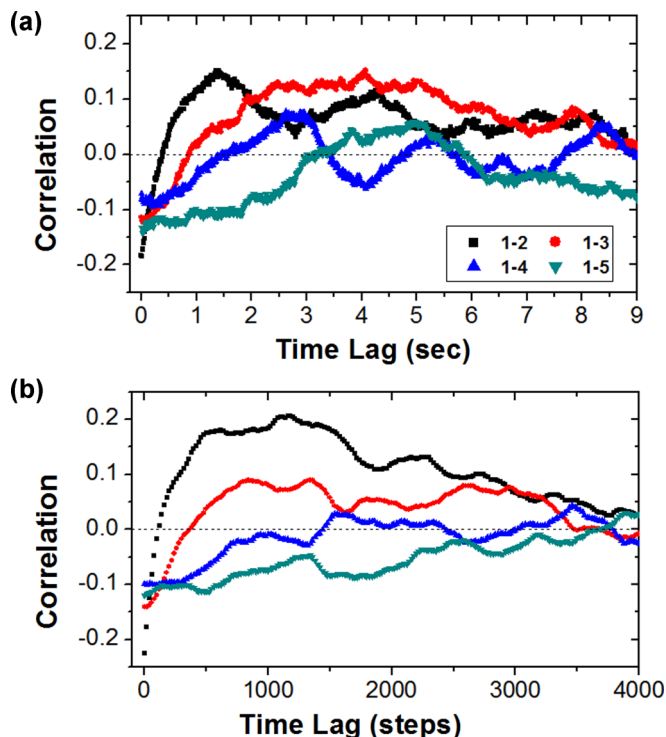 (a)
0.2
0.1
0.0
-0.1
-0.2
Correlation
1-2 1-3
1-4 1-5
0 1 2 3 4 5 6 7 8 9
Time Lag (sec)
(b)
0.2
0.1
0.0
-0.1
-0.2
Correlation
0 1000 2000 3000 4000
Time Lag (steps)